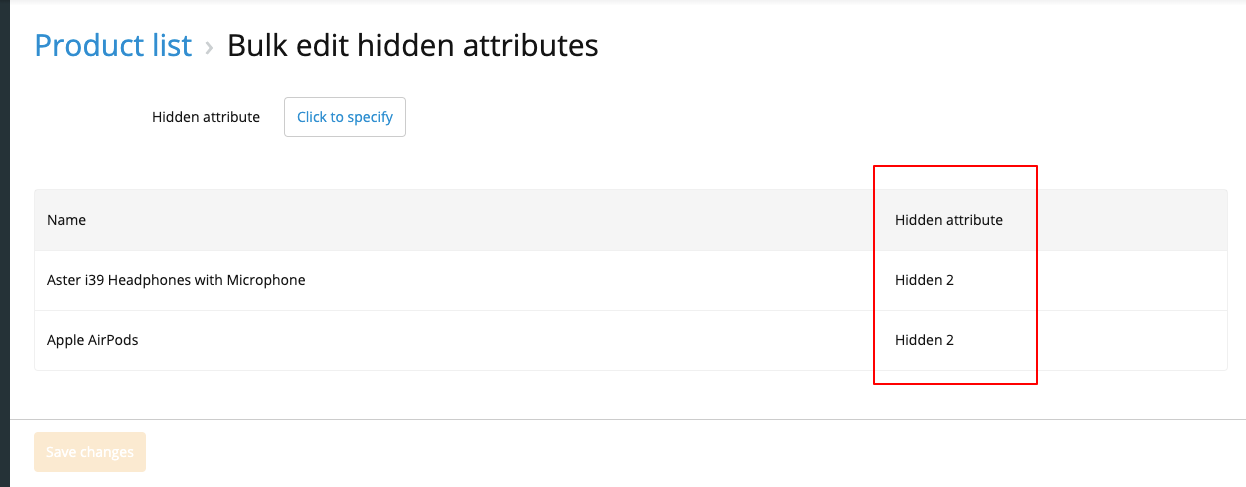 Product list › Bulk edit hidden attributes
Hidden attribute Click to specify
Name Hidden attribute
Aster i39 Headphones with Microphone Hidden 2
Apple AirPods Hidden 2
Save changes